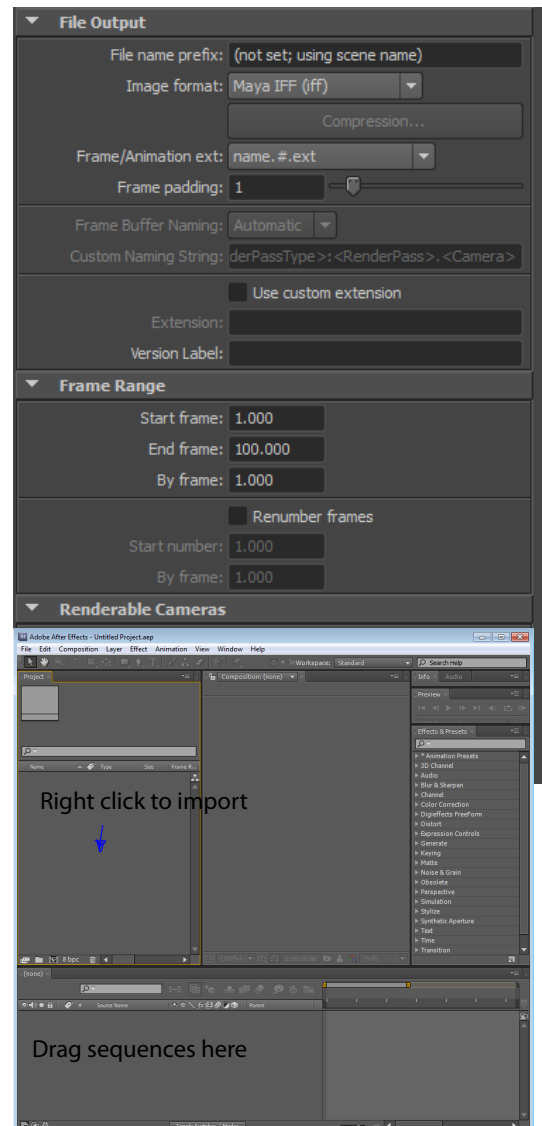 File Output
File name prefix: (not set; using scene name)
Image format: Maya IFF (iff)
Compression...
Frame/Animation ext: name.#.ext
Frame padding: 1
Frame Buffer Naming: Automatic
Custom Naming String: derPassType>:<RenderPass>.<Camera>
Use custom extension
Extension:
Version Label:
Frame Range
Start frame: 1.000
End frame: 100.000
By frame: 1.000
Renumber frames
Start number: 1.000
By frame: 1.000
Renderable Cameras
Adobe After Effects - Untitled Project.aep
File Edit Composition Layer Effect Animation View Window Help
Workspace: Standard Search Help
Project Composition: (none) Info Audio
Preview
Effects & Presets
Name Type Size Frame R...
* Animation Presets
3D Channel
Audio
Blur & Sharpen
Channel
Color Correction
Digieffects FreeForm
Distort
Expression Controls
Generate
Keying
Matte
Noise & Grain
Obsolete
Perspective
Simulation
Stylize
Synthetic Aperture
Text
Time
Transition
Right click to import
8 bpc (100%) 0:00:00:00 (Full)
(none)
# Source Name Parent
Drag sequences here